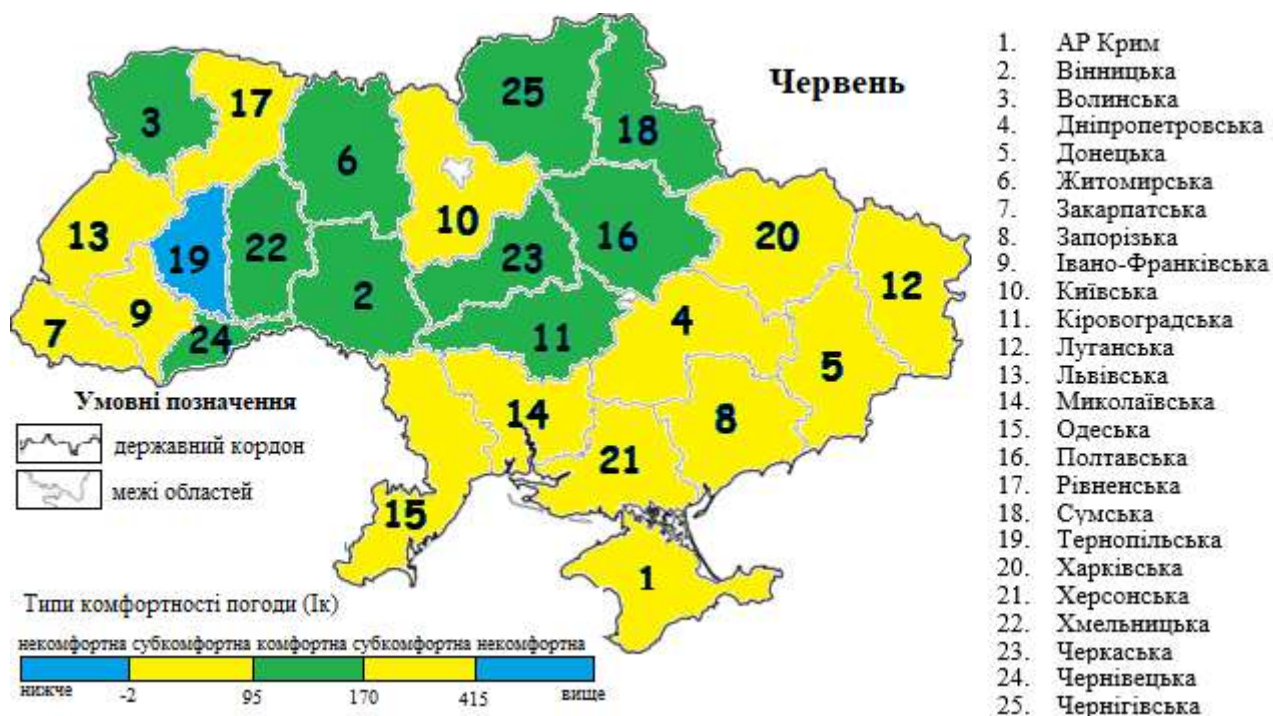 Червень
3
17
6
25
18
13
19
22
10
23
16
20
12
7
9
24
2
11
4
5
14
8
21
15
1
Умовні позначення
державний кордон
межі областей
Типи комфортності погоди (Ік)
некомфортна субкомфортна комфортна субкомфортна некомфортна
нижче -2 95 170 415 вище
1. АР Крим
2. Вінницька
3. Волинська
4. Дніпропетровська
5. Донецька
6. Житомирська
7. Закарпатська
8. Запорізька
9. Івано-Франківська
10. Київська
11. Кіровоградська
12. Луганська
13. Львівська
14. Миколаївська
15. Одеська
16. Полтавська
17. Рівненська
18. Сумська
19. Тернопільська
20. Харківська
21. Херсонська
22. Хмельницька
23. Черкаська
24. Чернівецька
25. Чернігівська